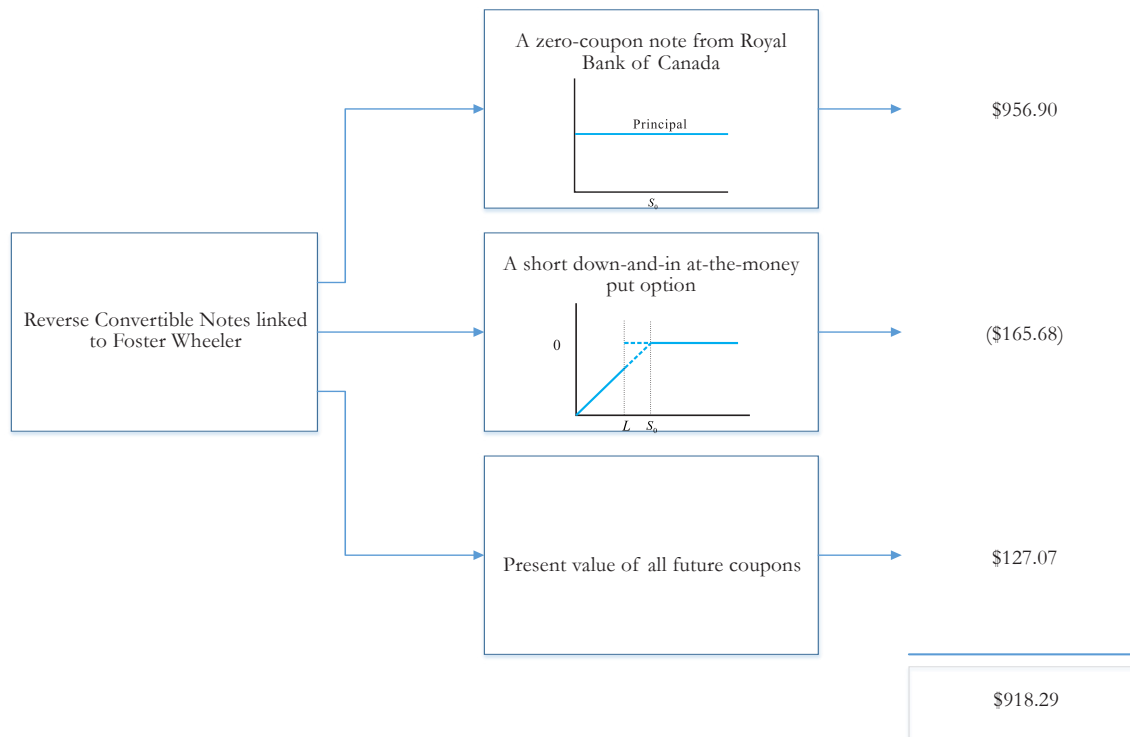 A zero-coupon note from Royal
Bank of Canada
Principal
S₀
$956.90
Reverse Convertible Notes linked
to Foster Wheeler
A short down-and-in at-the-money
put option
0
L S₀
($165.68)
Present value of all future coupons
$127.07
$918.29